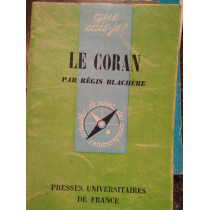 que
sais-je?
LE CORAN
PAR RÉGIS BLACHÈRE
PRESSES UNIVERSITAIRES
DE FRANCE